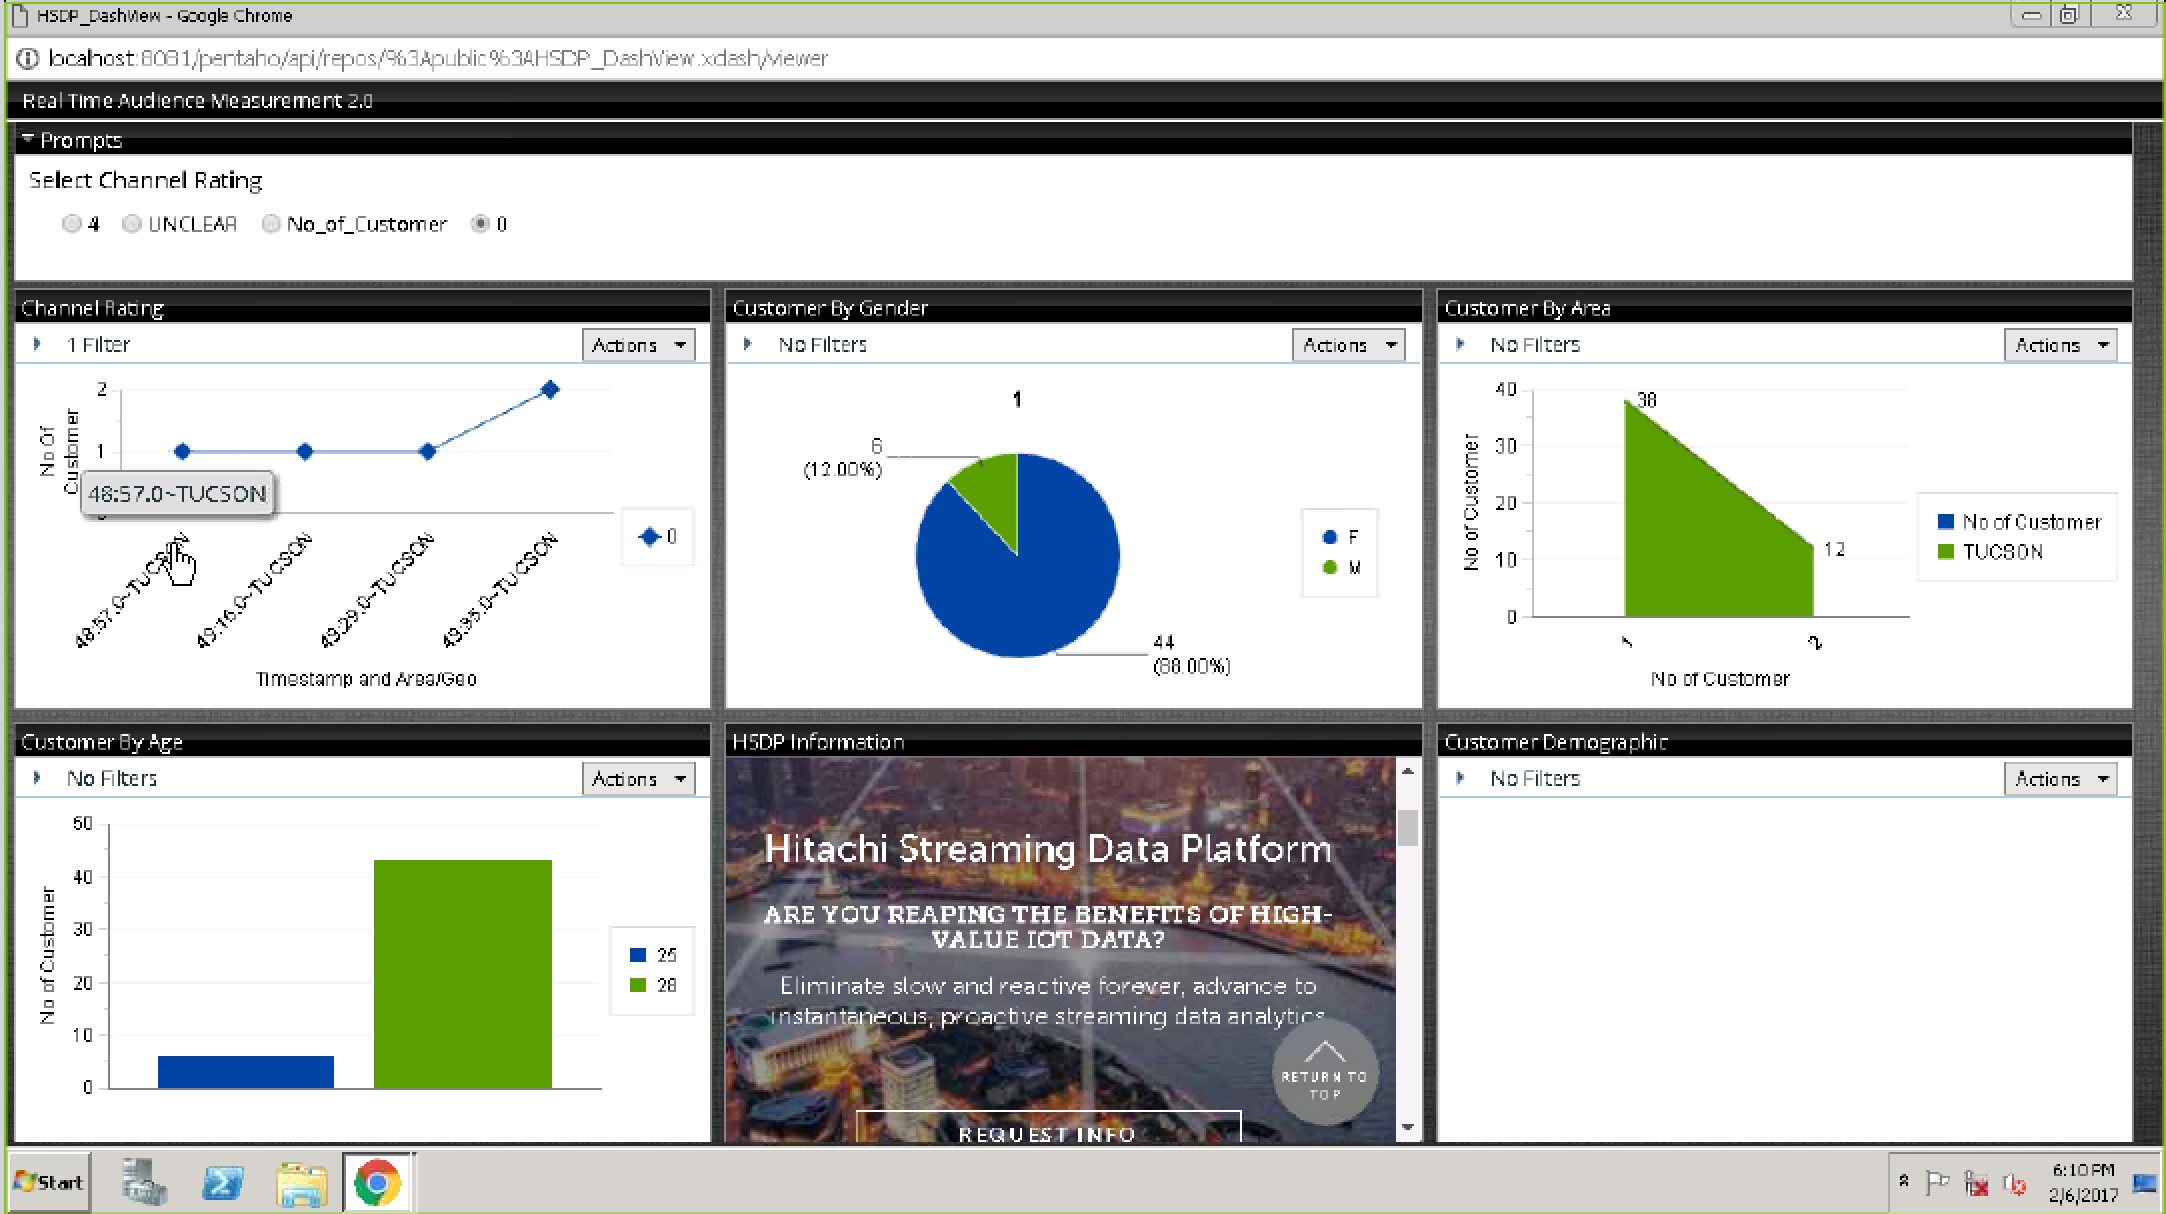 HSDP_DashView - Google Chrome
localhost:8081/pentaho/api/repos/%3Apublic%3AHSDP_DashView.xdash/viewer
Real Time Audience Measurement 2.0
Prompts
Select Channel Rating
4 UNCLEAR No_of_Customer 0
Channel Rating
1 Filter
Actions
2
1
No Of
Customer
48:57.0~TUCSON
48:57.0~TUCSON
49:16.0~TUCSON
49:29.0~TUCSON
49:35.0~TUCSON
0
Timestamp and Area/Geo
Customer By Gender
No Filters
Actions
1
6
(12.00%)
44
(88.00%)
F
M
Customer By Area
No Filters
Actions
No of Customer
40
30
20
10
0
38
12
1
2
No of Customer
No of Customer
TUCSON
Customer By Age
No Filters
Actions
No of Customer
50
40
30
20
10
0
25
28
HSDP Information
Hitachi Streaming Data Platform
ARE YOU REAPING THE BENEFITS OF HIGH-
VALUE IOT DATA?
Eliminate slow and reactive forever, advance to
instantaneous, proactive streaming data analytics
RETURN TO
TOP
REQUEST INFO
Customer Demographic
No Filters
Actions
Start
6:10 PM
2/6/2017